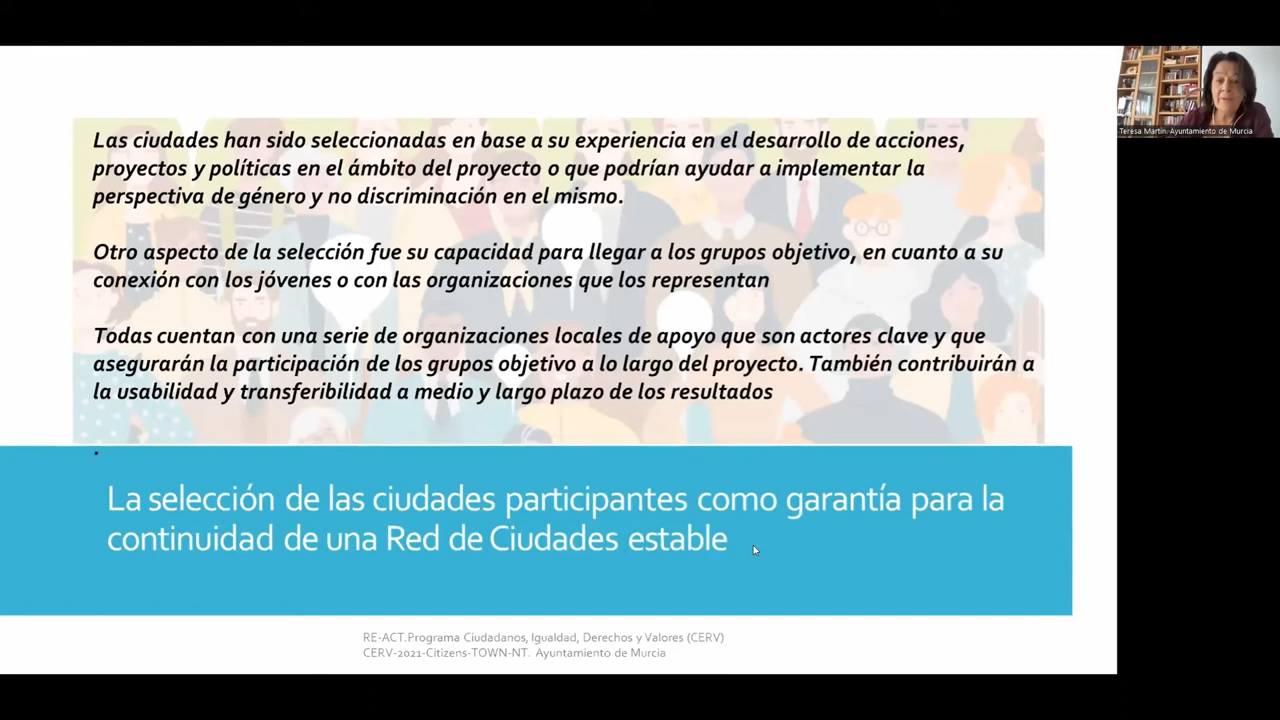 Las ciudades han sido seleccionadas en base a su experiencia en el desarrollo de acciones,
proyectos y políticas en el ámbito del proyecto o que podrían ayudar a implementar la
perspectiva de género y no discriminación en el mismo.
Otro aspecto de la selección fue su capacidad para llegar a los grupos objetivo, en cuanto a su
conexión con los jóvenes o con las organizaciones que los representan
Todas cuentan con una serie de organizaciones locales de apoyo que son actores clave y que
asegurarán la participación de los grupos objetivo a lo largo del proyecto. También contribuirán a
la usabilidad y transferibilidad a medio y largo plazo de los resultados
.
La selección de las ciudades participantes como garantía para la
continuidad de una Red de Ciudades estable
RE-ACT.Programa Ciudadanos, Igualdad, Derechos y Valores (CERV)
CERV-2021-Citizens-TOWN-NT. Ayuntamiento de Murcia
Teresa Martín. Ayuntamiento de Murcia